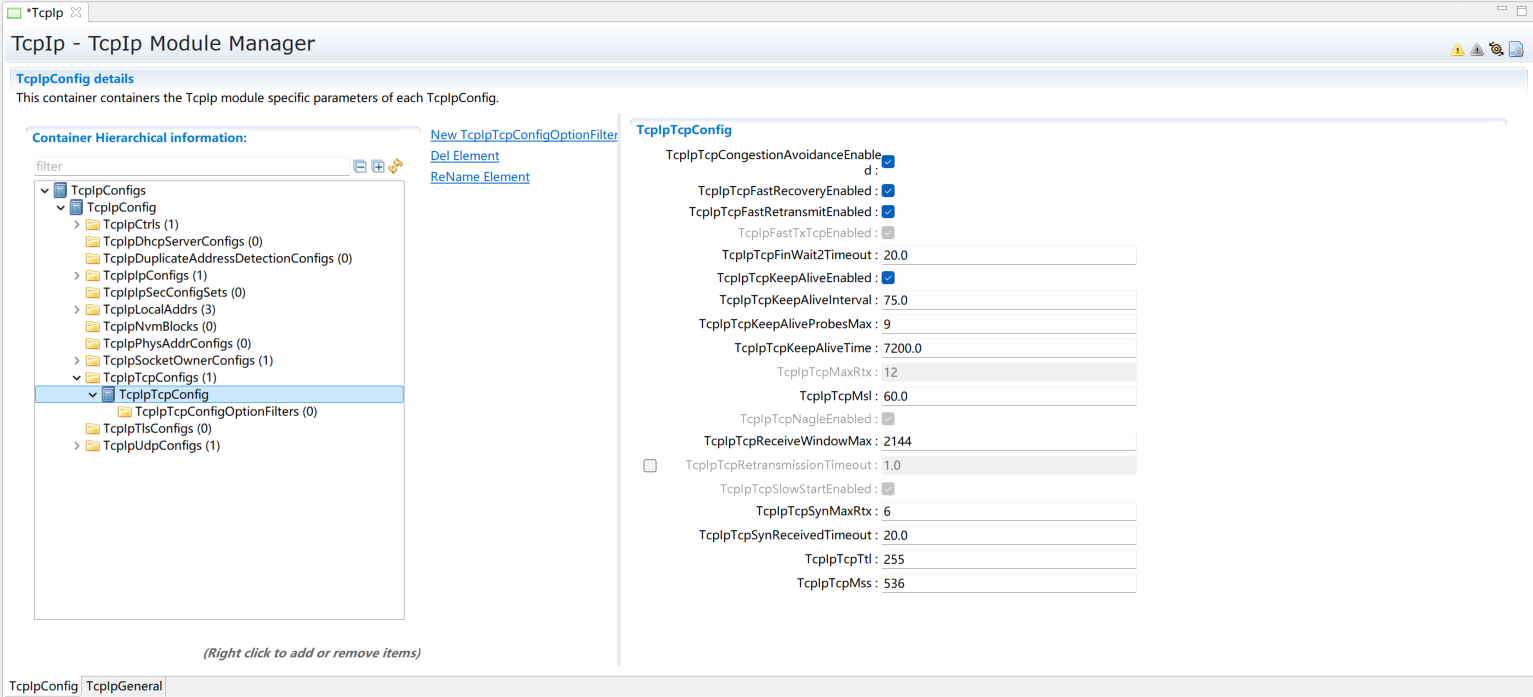 *TcpIp
TcpIp - TcpIp Module Manager
TcpIpConfig details
This container containers the TcpIp module specific parameters of each TcpIpConfig.
Container Hierarchical information:
filter
TcpIpConfigs
TcpIpConfig
TcpIpCtrls (1)
TcpIpDhcpServerConfigs (0)
TcpIpDuplicateAddressDetectionConfigs (0)
TcpIpIpConfigs (1)
TcpIpIpSecConfigSets (0)
TcpIpLocalAddrs (3)
TcpIpNvmBlocks (0)
TcpIpPhysAddrConfigs (0)
TcpIpSocketOwnerConfigs (1)
TcpIpTcpConfigs (1)
TcpIpTcpConfig
TcpIpTcpConfigOptionFilters (0)
TcpIpTlsConfigs (0)
TcpIpUdpConfigs (1)
(Right click to add or remove items)
New TcpIpTcpConfigOptionFilter
Del Element
ReName Element
TcpIpTcpConfig
TcpIpTcpCongestionAvoidanceEnable
d :
TcpIpTcpFastRecoveryEnabled :
TcpIpTcpFastRetransmitEnabled :
TcpIpFastTxTcpEnabled :
TcpIpTcpFinWait2Timeout : 20.0
TcpIpTcpKeepAliveEnabled :
TcpIpTcpKeepAliveInterval : 75.0
TcpIpTcpKeepAliveProbesMax : 9
TcpIpTcpKeepAliveTime : 7200.0
TcpIpTcpMaxRtx : 12
TcpIpTcpMsl : 60.0
TcpIpTcpNagleEnabled :
TcpIpTcpReceiveWindowMax : 2144
TcpIpTcpRetransmissionTimeout : 1.0
TcpIpTcpSlowStartEnabled :
TcpIpTcpSynMaxRtx : 6
TcpIpTcpSynReceivedTimeout : 20.0
TcpIpTcpTtl : 255
TcpIpTcpMss : 536
TcpIpConfig TcpIpGeneral